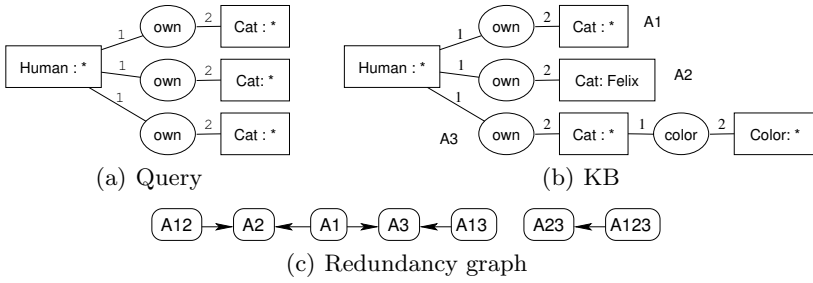 1 own 2 Cat : *
Human : * 1 own 2 Cat: *
1 own 2 Cat : *
(a) Query
1 own 2 Cat : * A1
Human : * 1 own 2 Cat: Felix A2
A3 1 own 2 Cat : * 1 color 2 Color: *
(b) KB
A12 A2 A1 A3 A13 A23 A123
(c) Redundancy graph